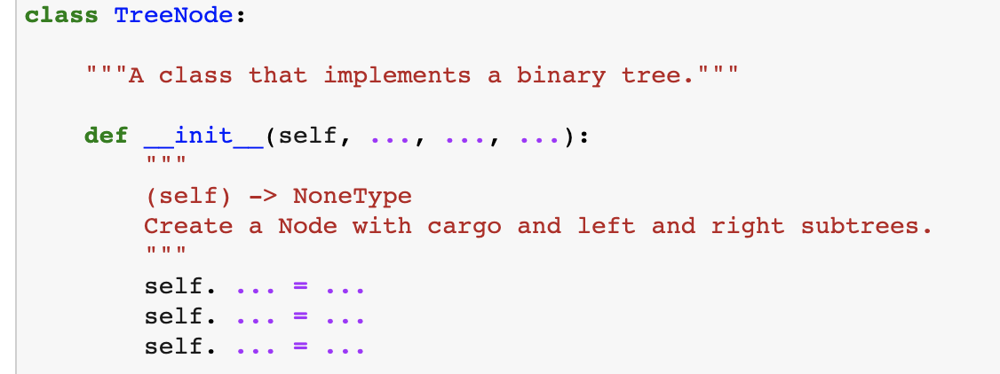 class TreeNode:
"""A class that implements a binary tree."""
def __init__(self, ..., ..., ...):
"""
(self) -> NoneType
Create a Node with cargo and left and right subtrees.
"""
self. ... = ...
self. ... = ...
self. ... = ...